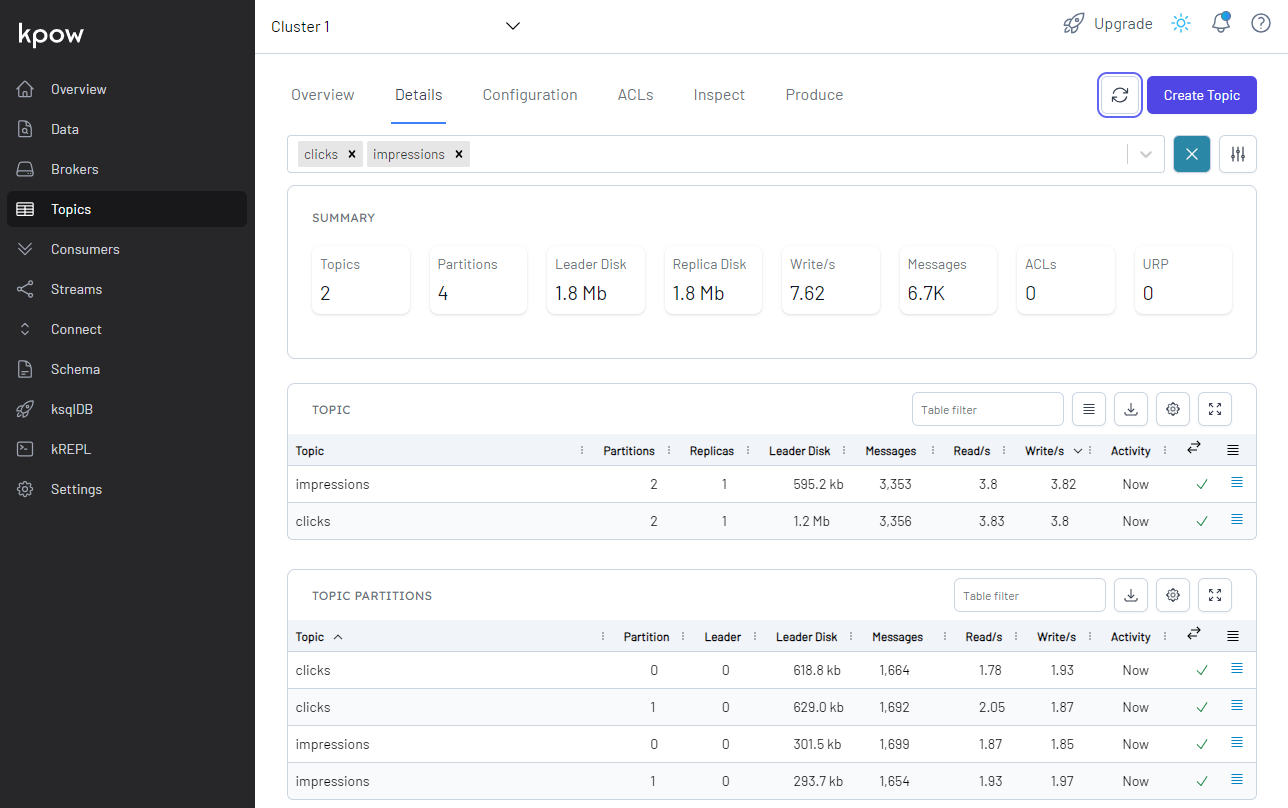 kpow
Cluster 1
Upgrade
Overview
Data
Brokers
Topics
Consumers
Streams
Connect
Schema
ksqlDB
kREPL
Settings
Overview Details Configuration ACLs Inspect Produce
Create Topic
clicks impressions
SUMMARY
Topics Partitions Leader Disk Replica Disk Write/s Messages ACLs URP
2 4 1.8 Mb 1.8 Mb 7.62 6.7K 0 0
TOPIC
Table filter
Topic Partitions Replicas Leader Disk Messages Read/s Write/s Activity
impressions 2 1 595.2 kb 3,353 3.8 3.82 Now
clicks 2 1 1.2 Mb 3,356 3.83 3.8 Now
TOPIC PARTITIONS
Table filter
Topic Partition Leader Leader Disk Messages Read/s Write/s Activity
clicks 0 0 618.8 kb 1,664 1.78 1.93 Now
clicks 1 0 629.0 kb 1,692 2.05 1.87 Now
impressions 0 0 301.5 kb 1,699 1.87 1.85 Now
impressions 1 0 293.7 kb 1,654 1.93 1.97 Now